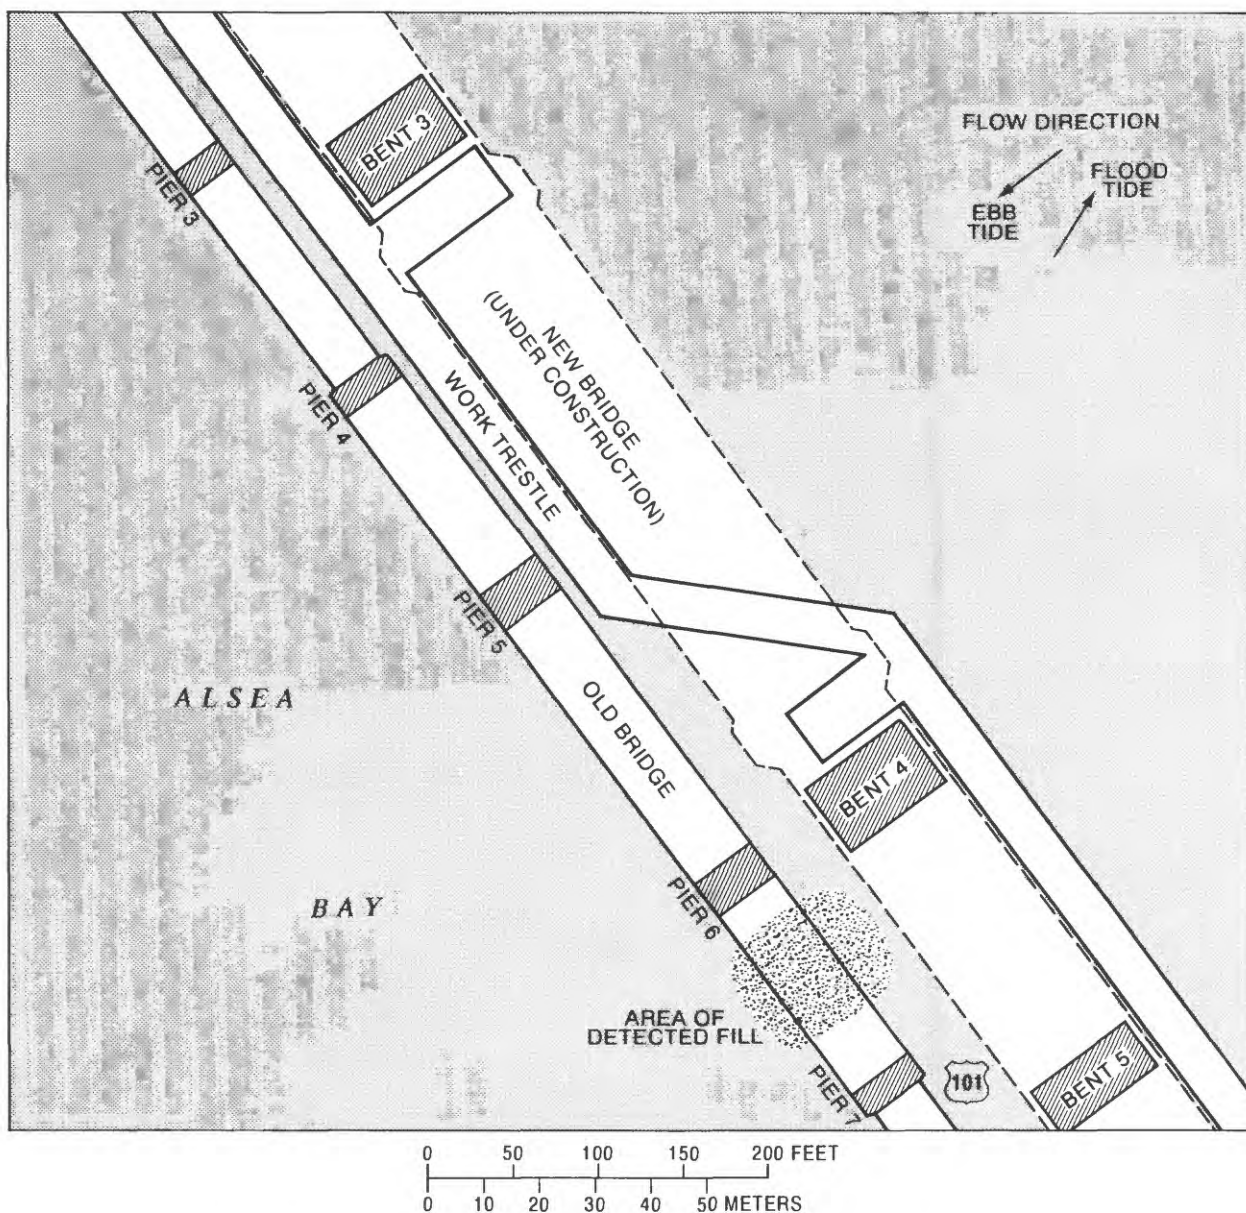 BENT 3
FLOW DIRECTION
FLOOD
TIDE
EBB
TIDE
PIER 3
NEW BRIDGE
(UNDER CONSTRUCTION)
WORK TRESTLE
PIER 4
PIER 5
ALSEA
OLD BRIDGE
BENT 4
BAY
PIER 6
AREA OF
DETECTED FILL
PIER 7
101
BENT 5
0 50 100 150 200 FEET
0 10 20 30 40 50 METERS